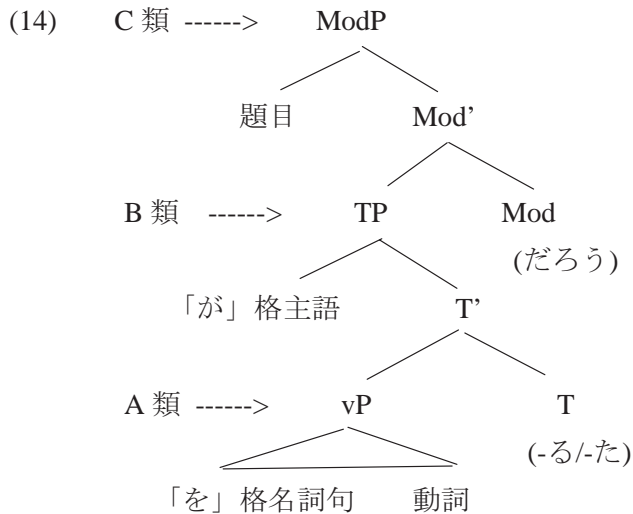 (14) C 類 ------> ModP
題目 Mod’
B 類 ------> TP Mod
(だろう)
「が」格主語 T’
A 類 ------> vP T
(-る/-た)
「を」格名詞句 動詞